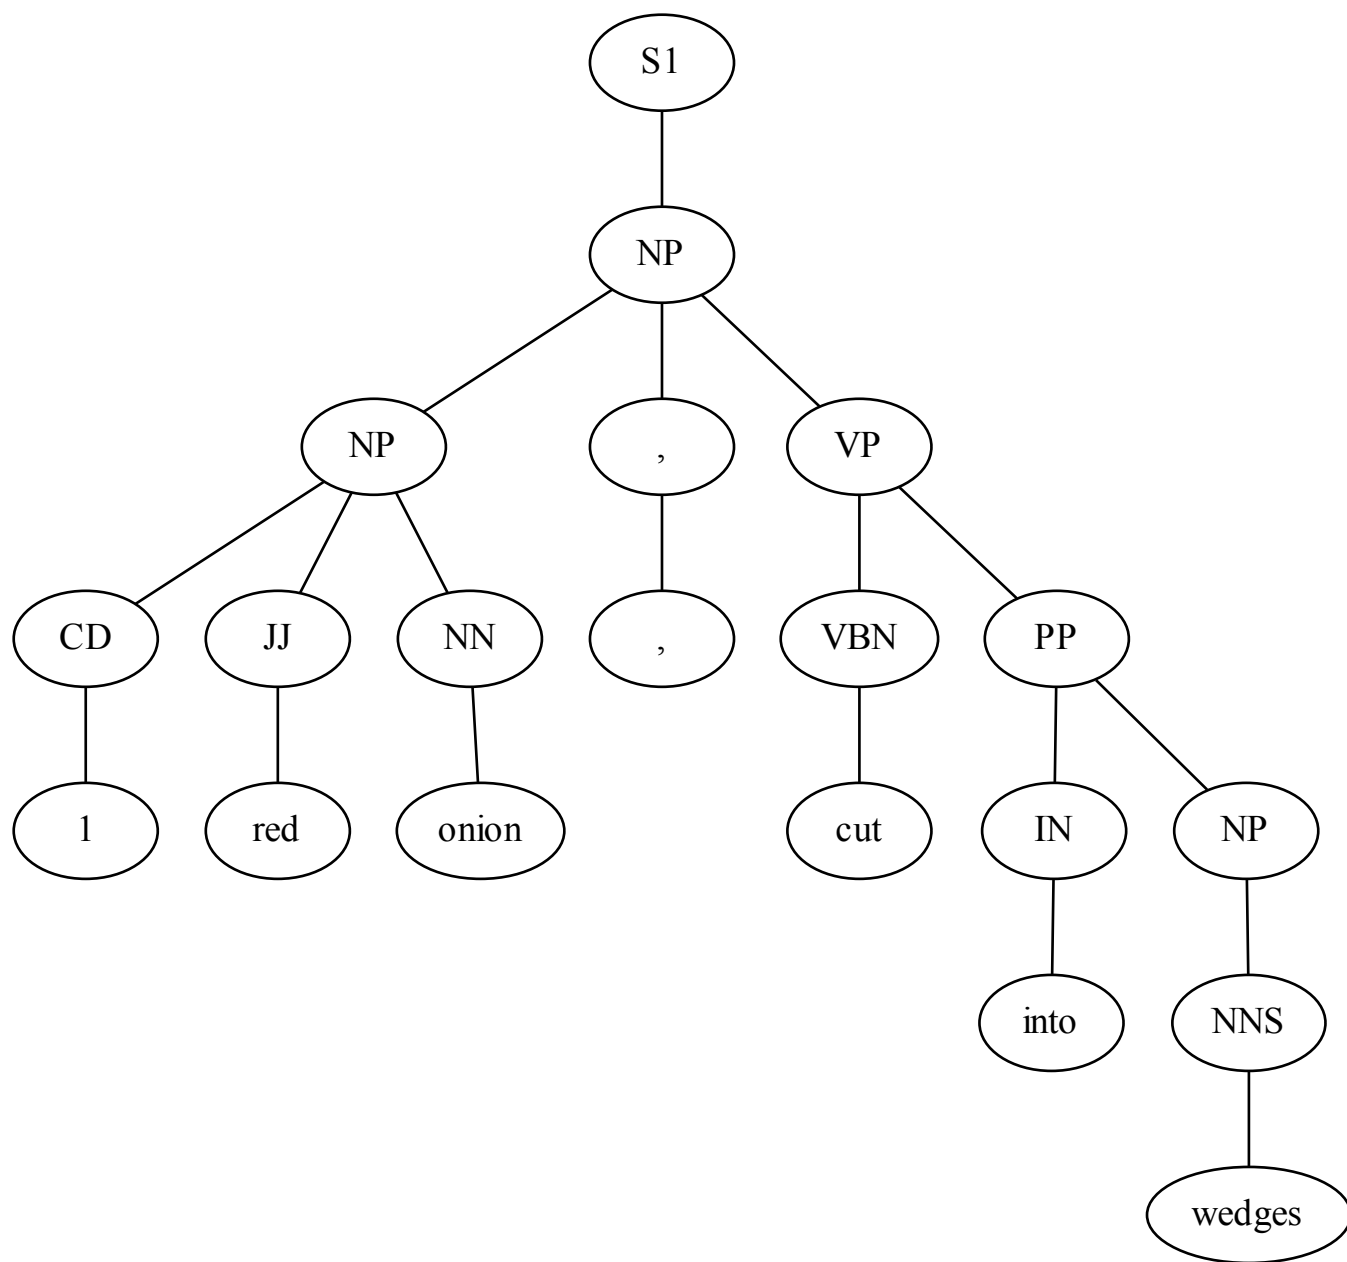 S1
NP
NP , VP
CD JJ NN , VBN PP
1 red onion cut IN NP
into NNS
wedges